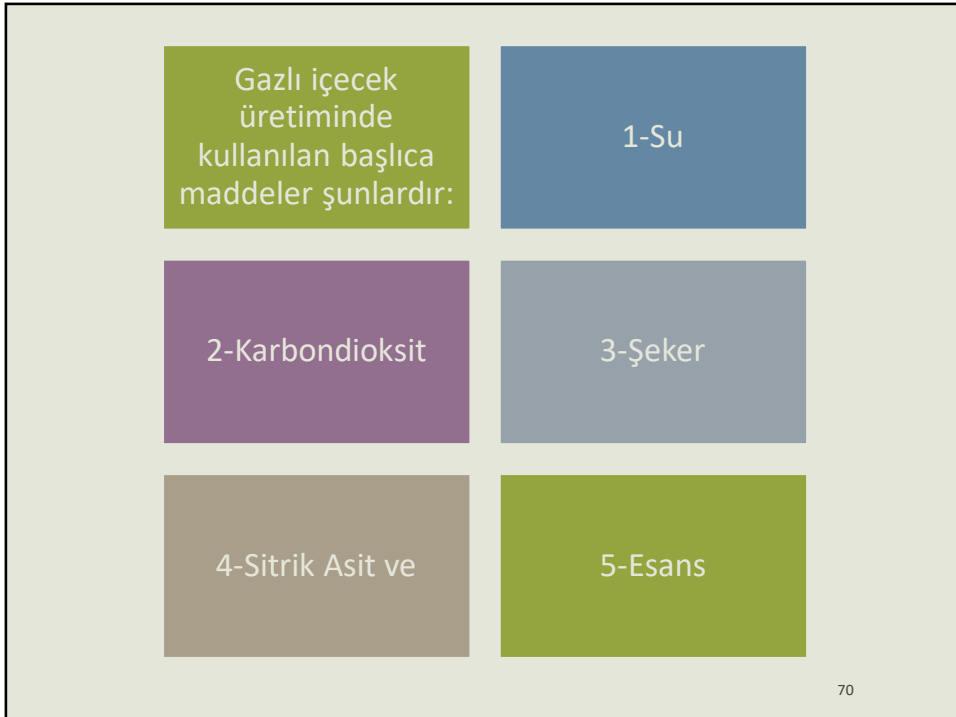 Gazlı içecek
üretiminde
kullanılan başlıca
maddeler şunlardır:
1-Su
2-Karbondioksit
3-Şeker
4-Sitrik Asit ve
5-Esans
70